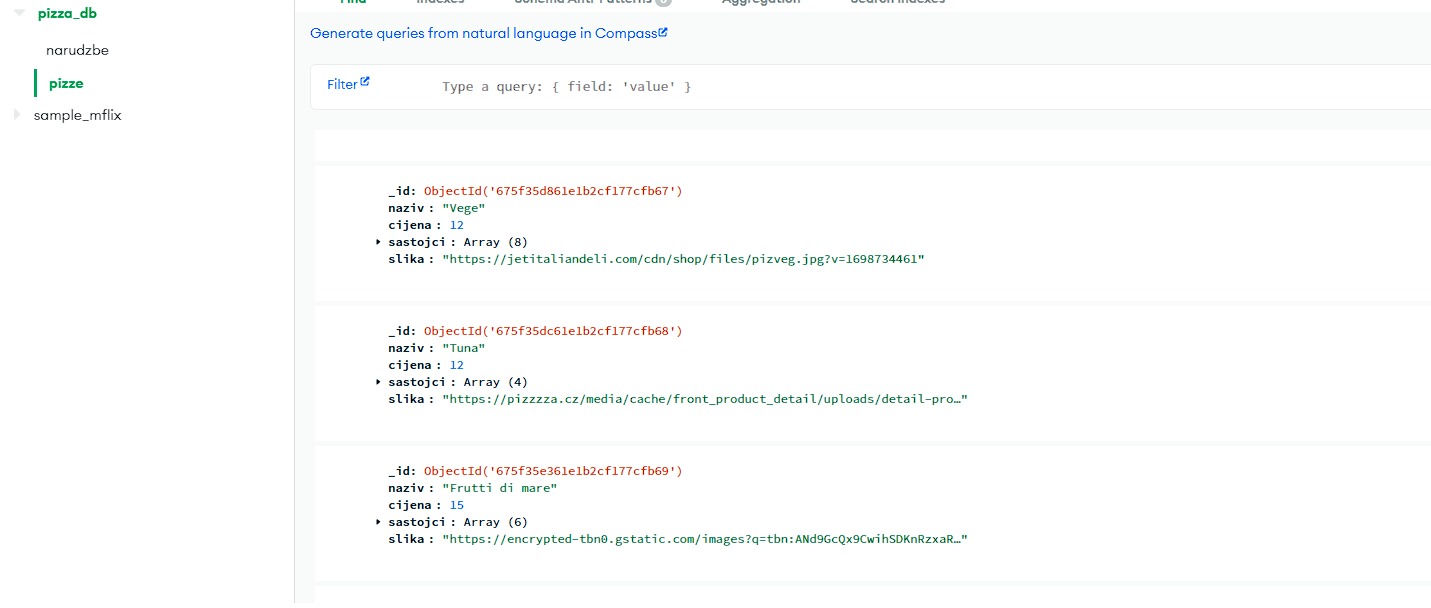 pizza_db
narudzbe
pizze
sample_mflix
Find Indexes Schema Anti-Patterns 0 Aggregation Search Indexes
Generate queries from natural language in Compass
Filter
Type a query: { field: 'value' }
_id: ObjectId('675f35d861e1b2cf177cfb67')
naziv : "Vege"
cijena : 12
sastojci : Array (8)
slika : "https://jetitaliandeli.com/cdn/shop/files/pizveg.jpg?v=1698734461"
_id: ObjectId('675f35dc61e1b2cf177cfb68')
naziv : "Tuna"
cijena : 12
sastojci : Array (4)
slika : "https://pizzzza.cz/media/cache/front_product_detail/uploads/detail-pro…"
_id: ObjectId('675f35e361e1b2cf177cfb69')
naziv : "Frutti di mare"
cijena : 15
sastojci : Array (6)
slika : "https://encrypted-tbn0.gstatic.com/images?q=tbn:ANd9GcQx9CwihSDKnRzxaR…"